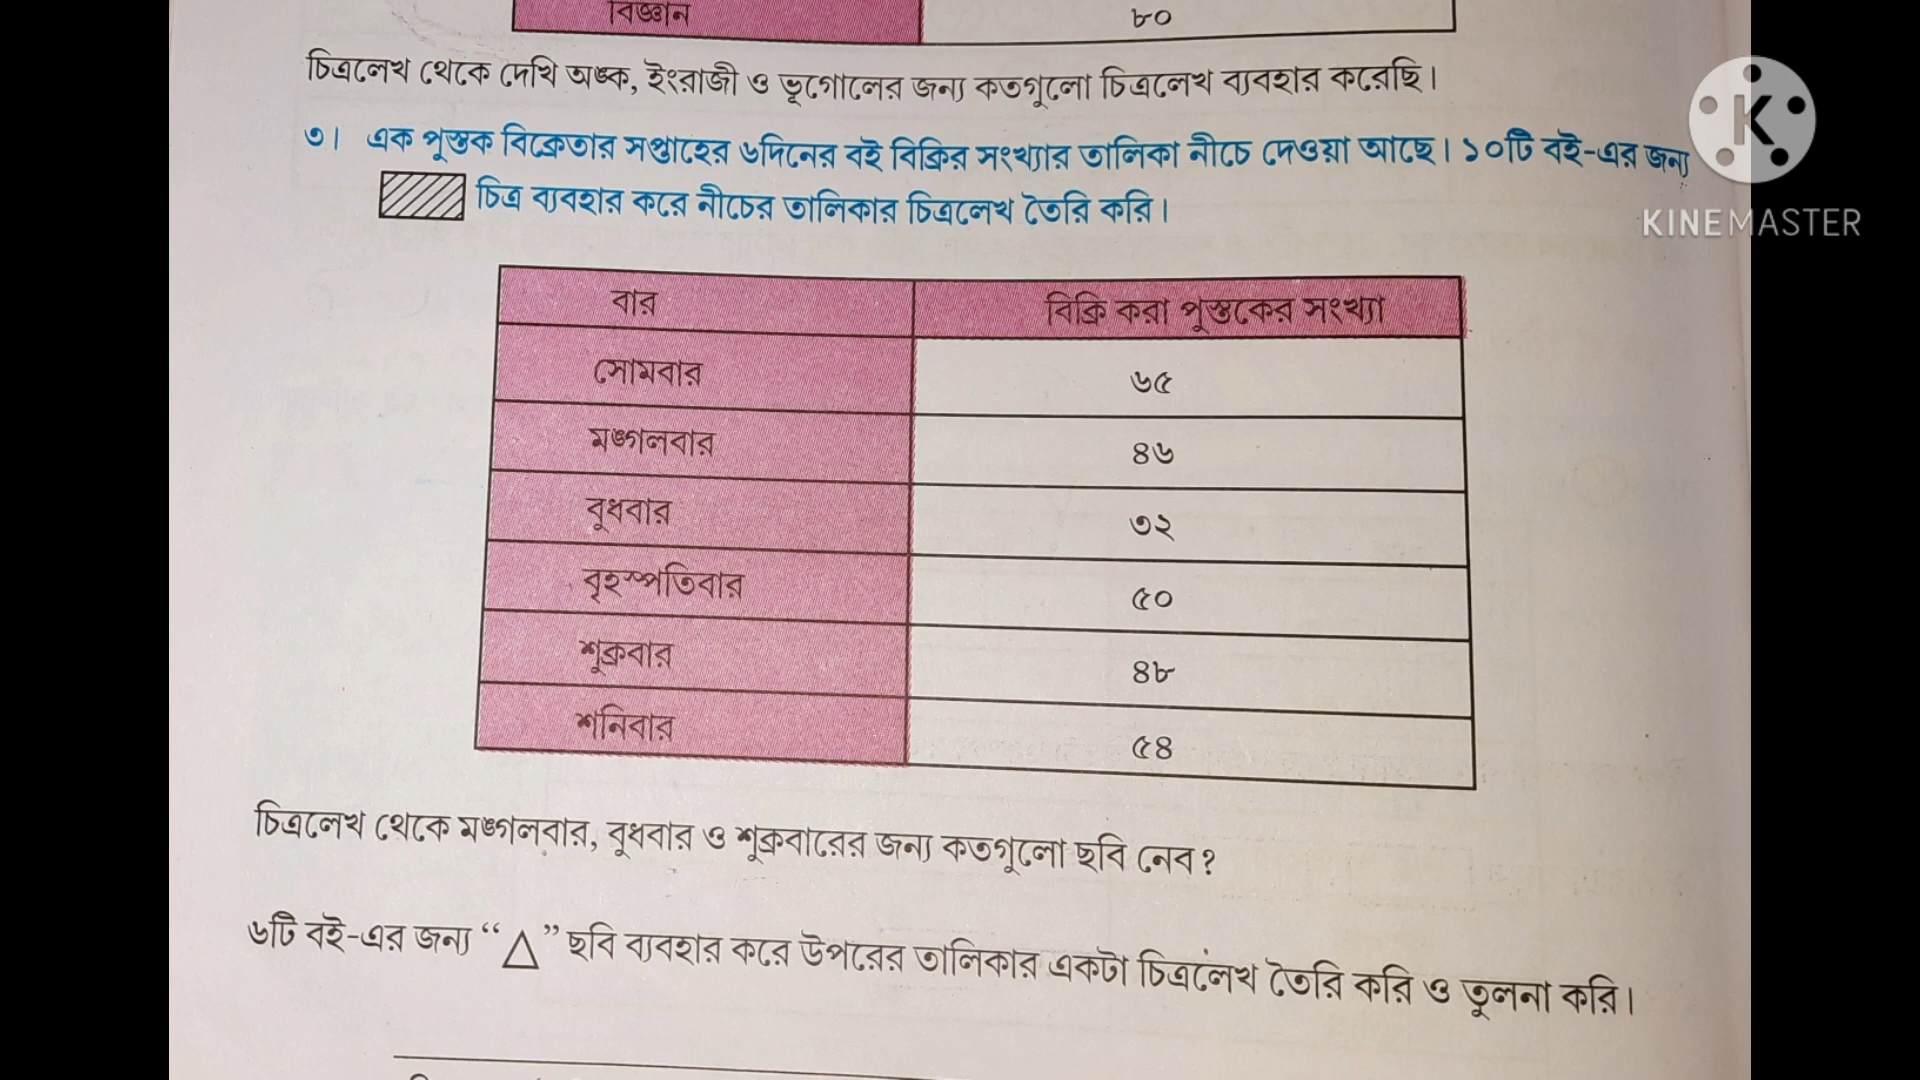 বিজ্ঞান ৮০
চিত্রলেখ থেকে দেখি অঙ্ক, ইংরাজী ও ভূগোলের জন্য কতগুলো চিত্রলেখ ব্যবহার করেছি।
৩। এক পুস্তক বিক্রেতার সপ্তাহের ৬দিনের বই বিক্রির সংখ্যার তালিকা নীচে দেওয়া আছে। ১০টি বই-এর জন্য
চিত্র ব্যবহার করে নীচের তালিকার চিত্রলেখ তৈরি করি।
K
KINEMASTER
বার বিক্রি করা পুস্তকের সংখ্যা
সোমবার ৬৫
মঙ্গলবার ৪৬
বুধবার ৩২
বৃহস্পতিবার ৫০
শুক্রবার ৪৮
শনিবার ৫৪
চিত্রলেখ থেকে মঙ্গলবার, বুধবার ও শুক্রবারের জন্য কতগুলো ছবি নেব?
৬টি বই-এর জন্য “△” ছবি ব্যবহার করে উপরের তালিকার একটা চিত্রলেখ তৈরি করি ও তুলনা করি।